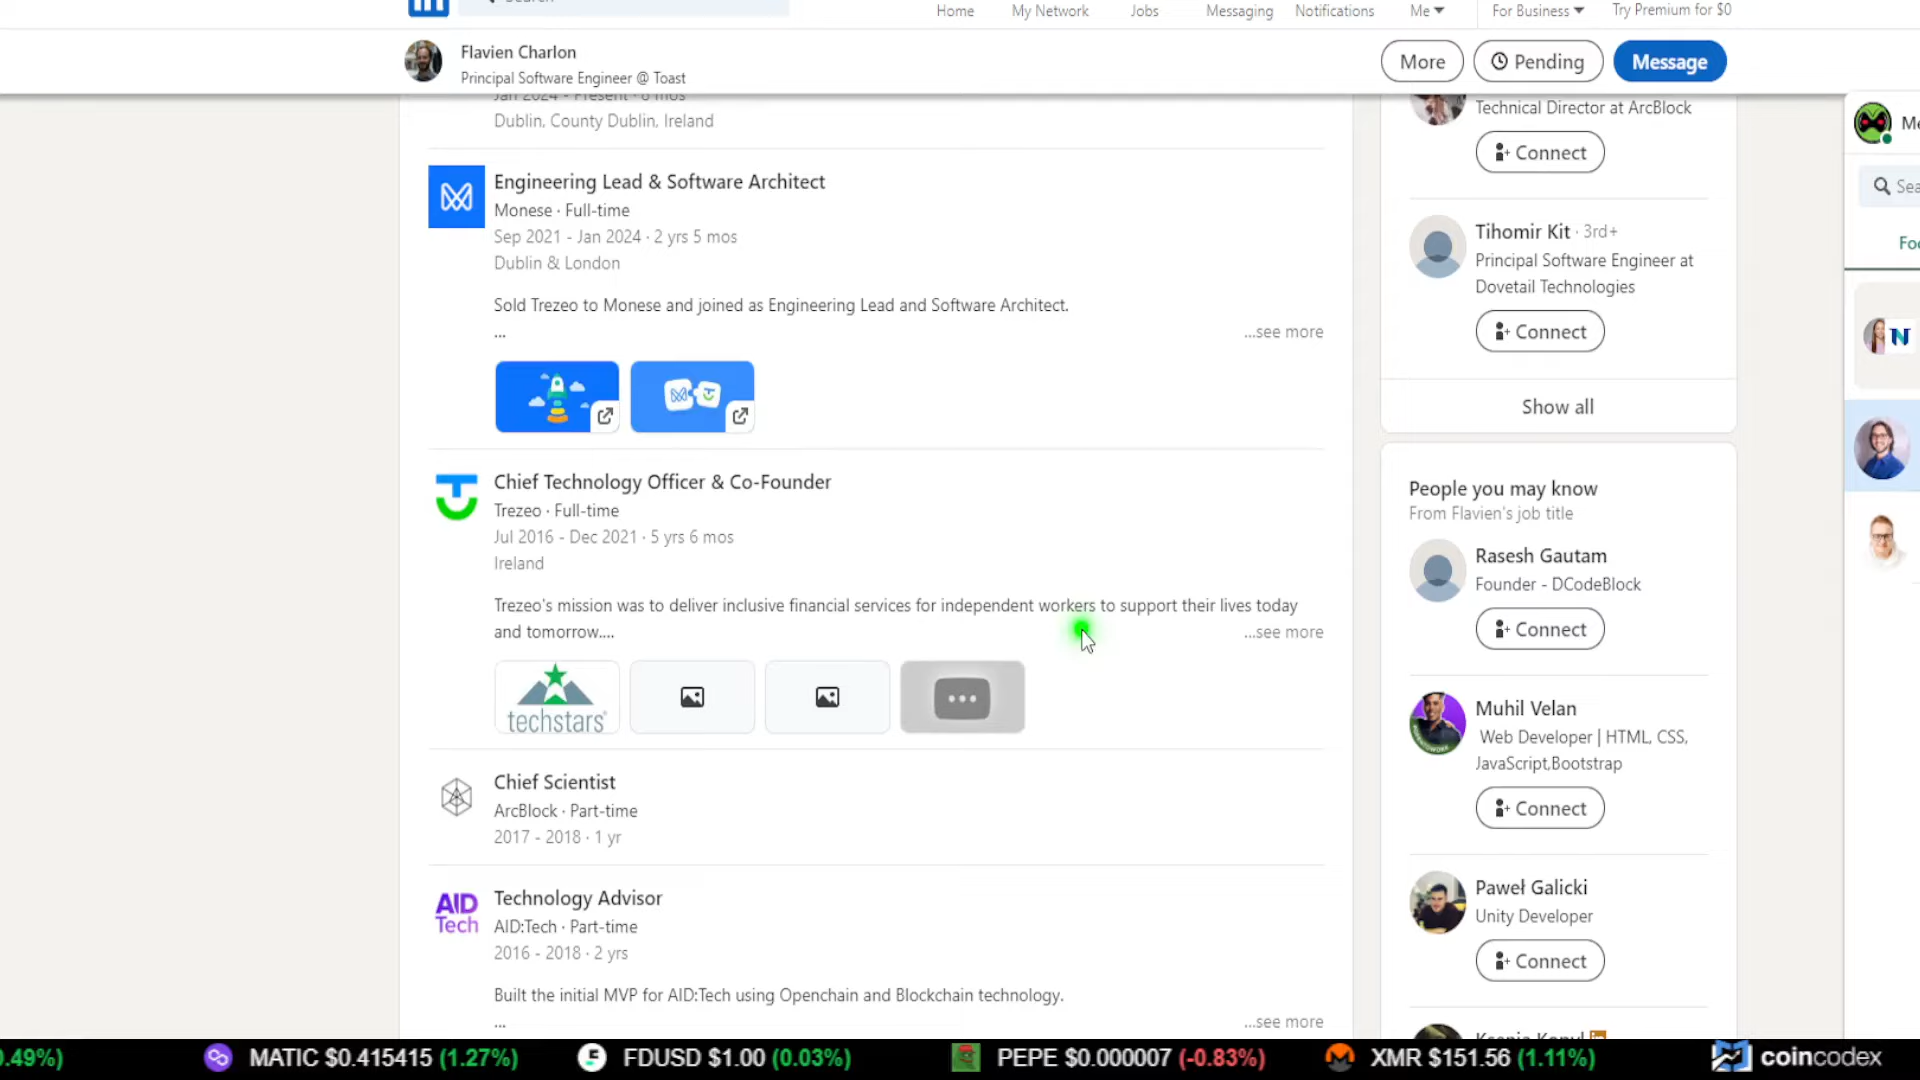 Home
My Network
Jobs
Messaging
Notifications
Me
For Business
Try Premium for $0
Flavien Charlon
Principal Software Engineer @ Toast
More
Pending
Message
Jan 2024 - Present · 8 mos
Dublin, County Dublin, Ireland
Engineering Lead & Software Architect
Monese · Full-time
Sep 2021 - Jan 2024 · 2 yrs 5 mos
Dublin & London
Sold Trezeo to Monese and joined as Engineering Lead and Software Architect.
...
...see more
Chief Technology Officer & Co-Founder
Trezeo · Full-time
Jul 2016 - Dec 2021 · 5 yrs 6 mos
Ireland
Trezeo's mission was to deliver inclusive financial services for independent workers to support their lives today
and tomorrow....
...see more
techstars
Chief Scientist
ArcBlock · Part-time
2017 - 2018 · 1 yr
AID
Tech
Technology Advisor
AID:Tech · Part-time
2016 - 2018 · 2 yrs
Built the initial MVP for AID:Tech using Openchain and Blockchain technology.
...
...see more
Technical Director at ArcBlock
Connect
Tihomir Kit · 3rd+
Principal Software Engineer at
Dovetail Technologies
Connect
Show all
People you may know
From Flavien's job title
Rasesh Gautam
Founder - DCodeBlock
Connect
Muhil Velan
Web Developer | HTML, CSS,
JavaScript,Bootstrap
Connect
Paweł Galicki
Unity Developer
Connect
Me
Sea
Foc
N
0.49%)
MATIC $0.415415 (1.27%)
FDUSD $1.00 (0.03%)
PEPE $0.000007 (-0.83%)
XMR $151.56 (1.11%)
coincodex